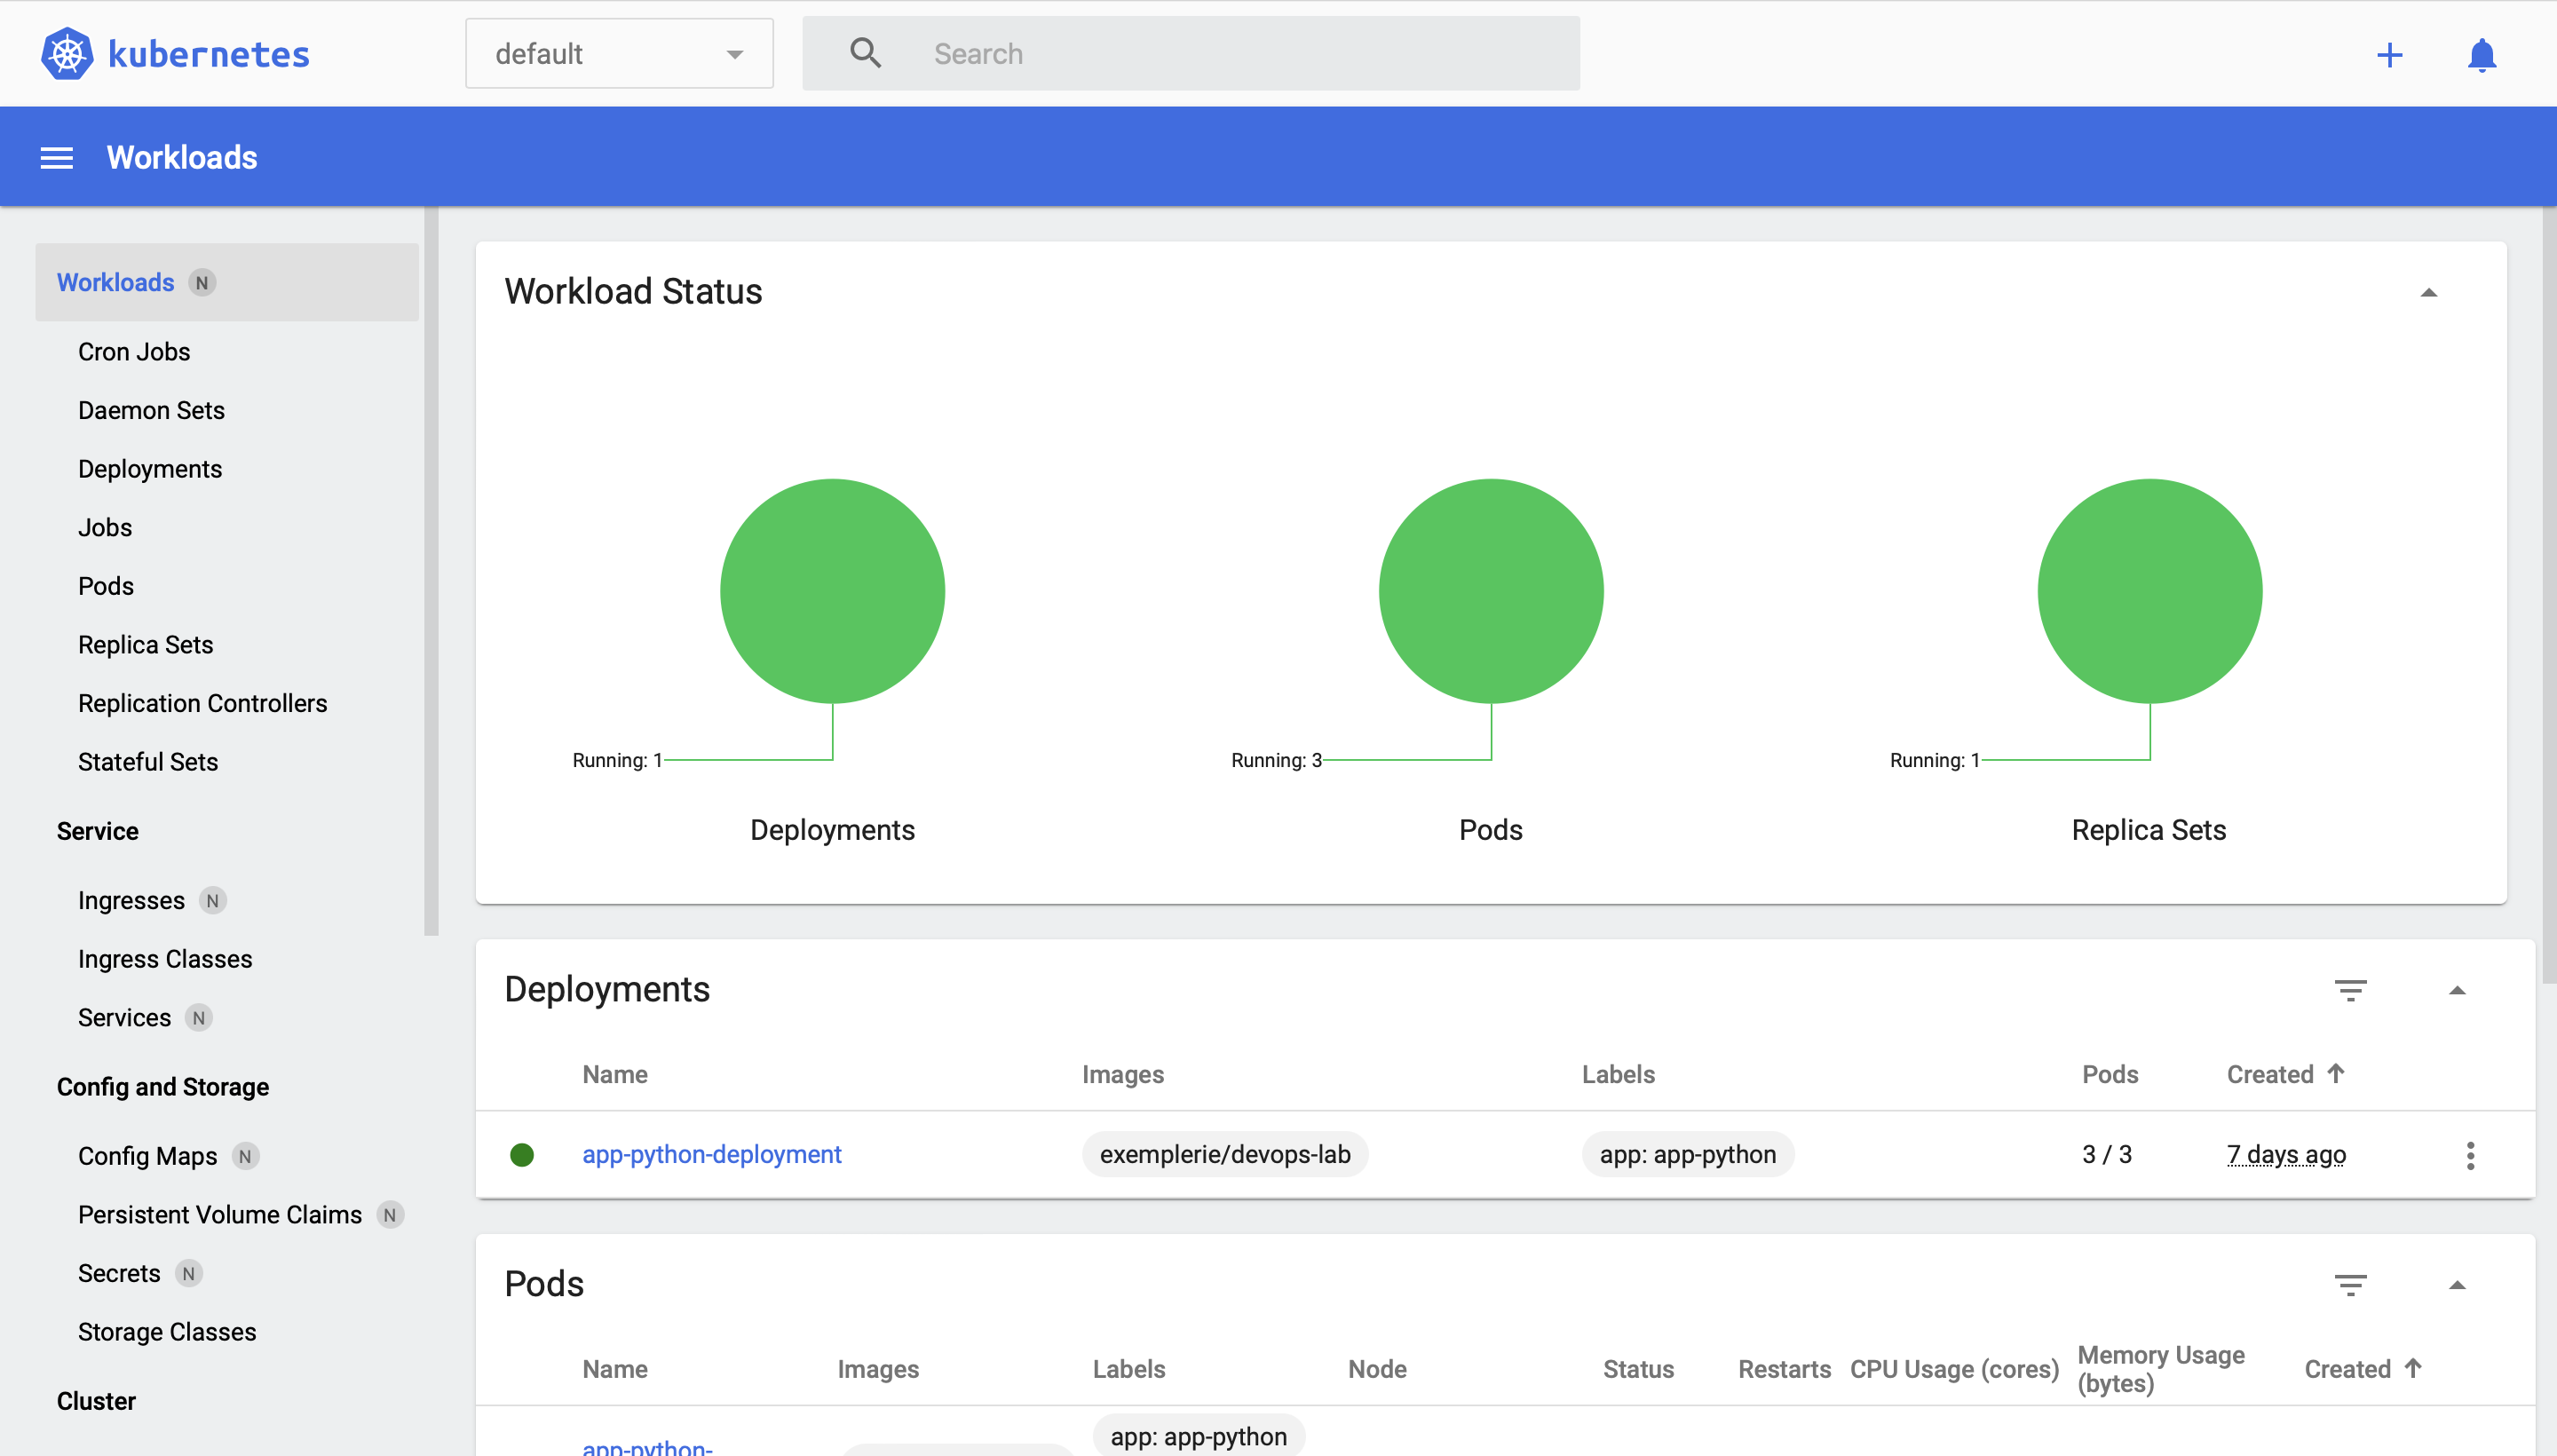 kubernetes
default
Search
Workloads
Workloads N
Cron Jobs
Daemon Sets
Deployments
Jobs
Pods
Replica Sets
Replication Controllers
Stateful Sets
Service
Ingresses N
Ingress Classes
Services N
Config and Storage
Config Maps N
Persistent Volume Claims N
Secrets N
Storage Classes
Cluster
Workload Status
Running: 1
Deployments
Running: 3
Pods
Running: 1
Replica Sets
Deployments
Name Images Labels Pods Created
app-python-deployment exemplerie/devops-lab app: app-python 3 / 3 7 days ago
Pods
Name Images Labels Node Status Restarts CPU Usage (cores) Memory Usage (bytes) Created
app: app-python
app-python-